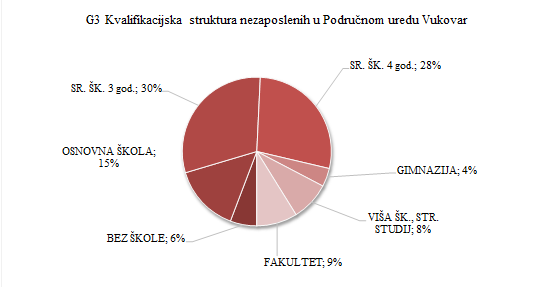 G3 Kvalifikacijska struktura nezaposlenih u Područnom uredu Vukovar
SR. ŠK. 4 god.; 28%
SR. ŠK. 3 god.; 30%
OSNOVNA ŠKOLA;
15%
GIMNAZIJA; 4%
VIŠA ŠK., STR.
STUDIJ; 8%
BEZ ŠKOLE; 6%
FAKULTET; 9%